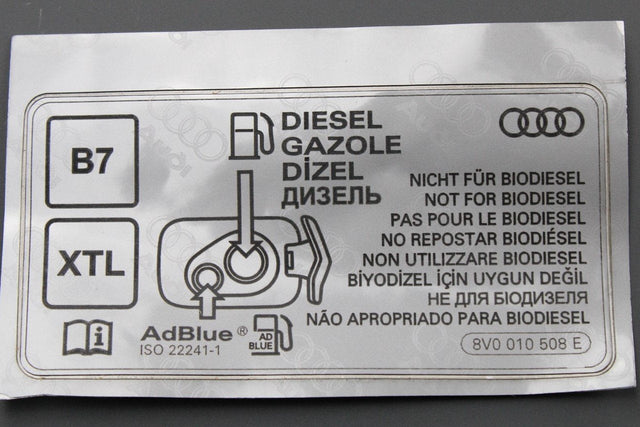 B7
XTL
DIESEL
GAZOLE
DİZEL
ДИЗЕЛЬ
NICHT FÜR BIODIESEL
NOT FOR BIODIESEL
PAS POUR LE BIODIESEL
NO REPOSTAR BIODIÉSEL
NON UTILIZZARE BIODIESEL
BİYODİZEL İÇİN UYGUN DEĞİL
НЕ ДЛЯ БІОДИЗЕЛЯ
NÃO APROPRIADO PARA BIODIESEL
AdBlue®
ISO 22241-1
AD
BLUE
8V0 010 508 E